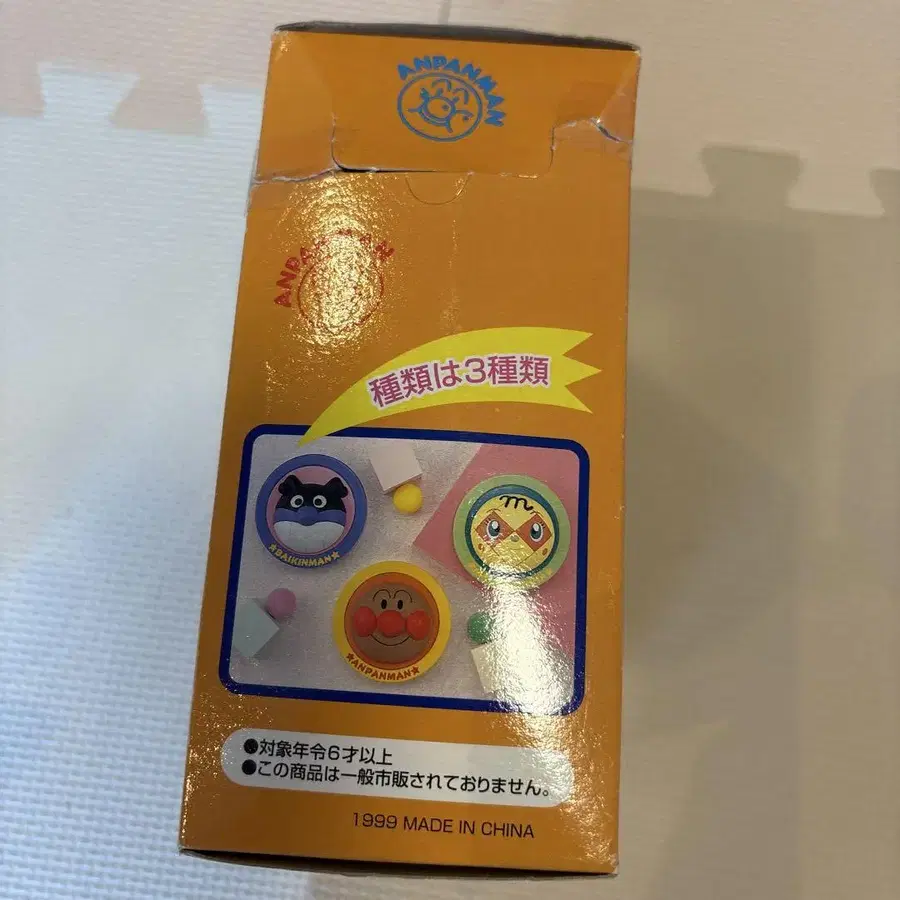 ANPANMAN
ANPANMAN
種類は3種類
★BAIKINMAN★
m
★ANPANMAN★
●対象年令6才以上
●この商品は一般市販されておりません。
1999 MADE IN CHINA